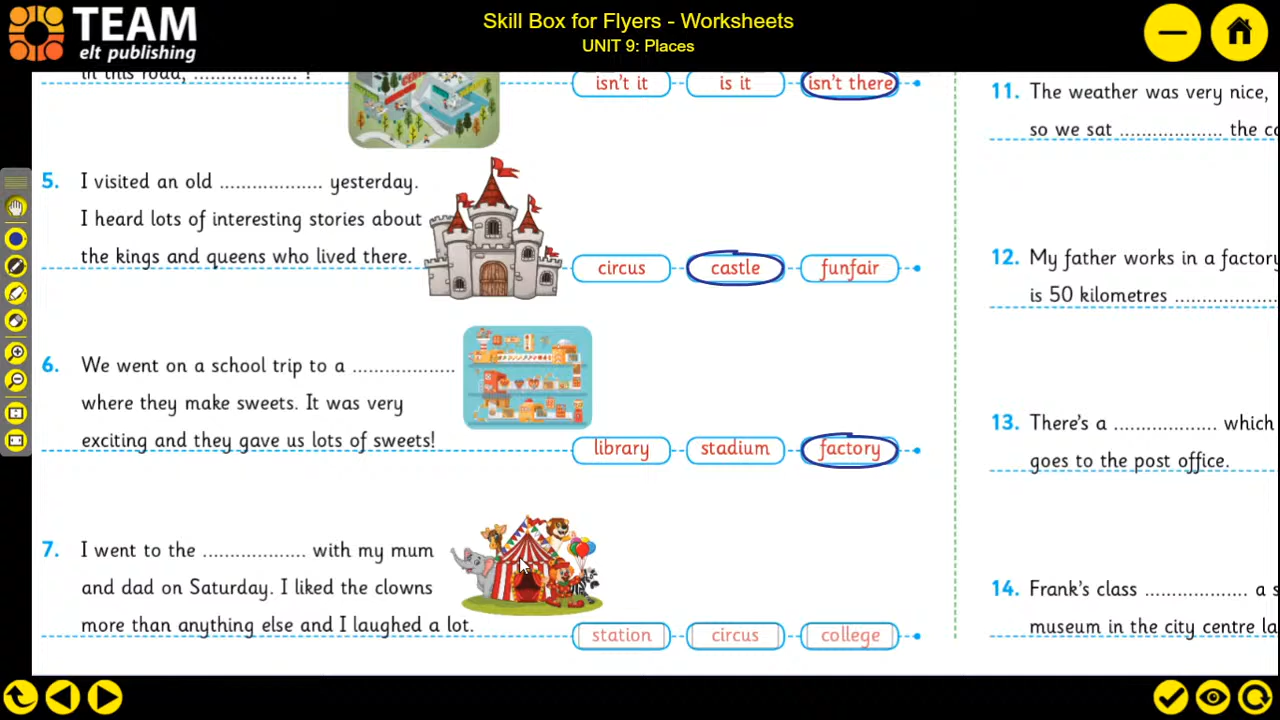 TEAM
elt publishing
Skill Box for Flyers - Worksheets
UNIT 9: Places
in this road, ................... ?
isn't it
is it
isn't there
5. I visited an old ................... yesterday.
I heard lots of interesting stories about
the kings and queens who lived there.
circus
castle
funfair
6. We went on a school trip to a ...................
where they make sweets. It was very
exciting and they gave us lots of sweets!
library
stadium
factory
7. I went to the ................... with my mum
and dad on Saturday. I liked the clowns
more than anything else and I laughed a lot.
station
circus
college
11. The weather was very nice,
so we sat ................... the
12. My father works in a factory
is 50 kilometres ...................
13. There's a ................... which
goes to the post office.
14. Frank's class ................... a
museum in the city centre